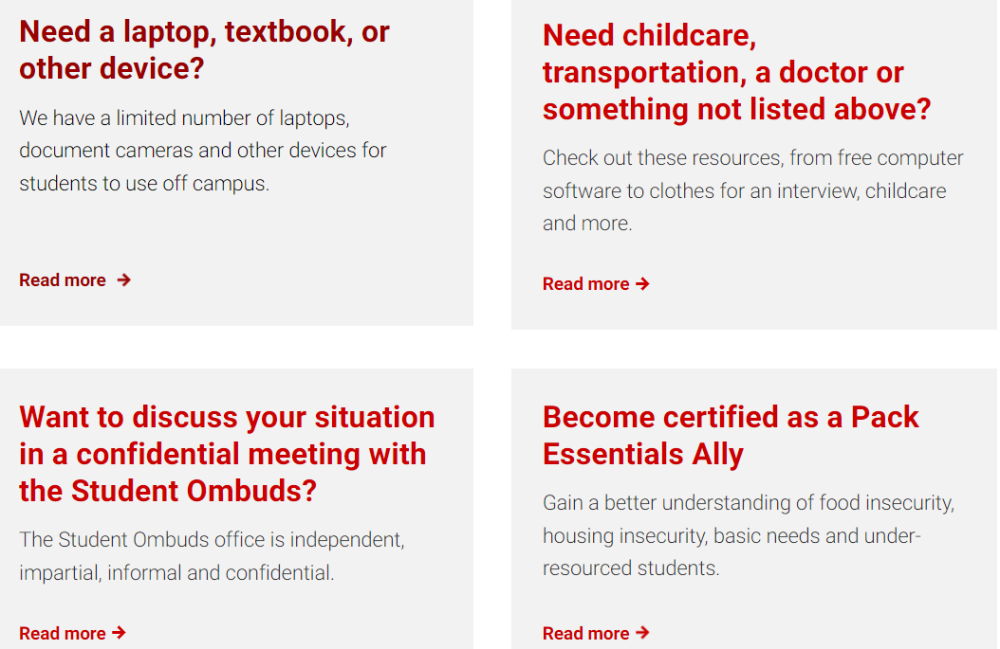 Need a laptop, textbook, or
other device?
We have a limited number of laptops,
document cameras and other devices for
students to use off campus.
Read more
Need childcare,
transportation, a doctor or
something not listed above?
Check out these resources, from free computer
software to clothes for an interview, childcare
and more.
Read more
Want to discuss your situation
in a confidential meeting with
the Student Ombuds?
The Student Ombuds office is independent,
impartial, informal and confidential.
Read more
Become certified as a Pack
Essentials Ally
Gain a better understanding of food insecurity,
housing insecurity, basic needs and under-
resourced students.
Read more